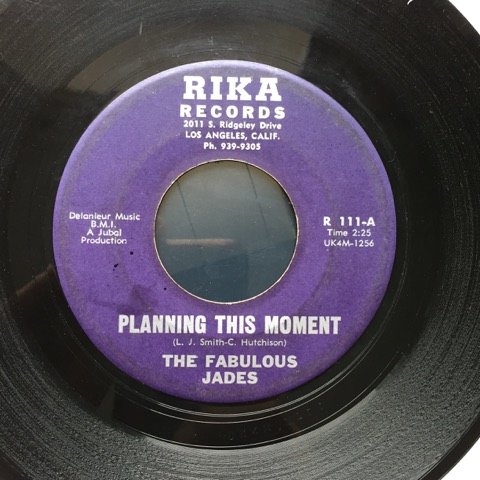 RIKA
RECORDS
2011 S. Ridgeley Drive
LOS ANGELES, CALIF.
Ph. 939-9305
Delanieur Music
B.M.I.
A Jubal
Production
R 111-A
Time 2:25
UK4M-1256
PLANNING THIS MOMENT
(L. J. Smith-C. Hutchison)
THE FABULOUS
JADES